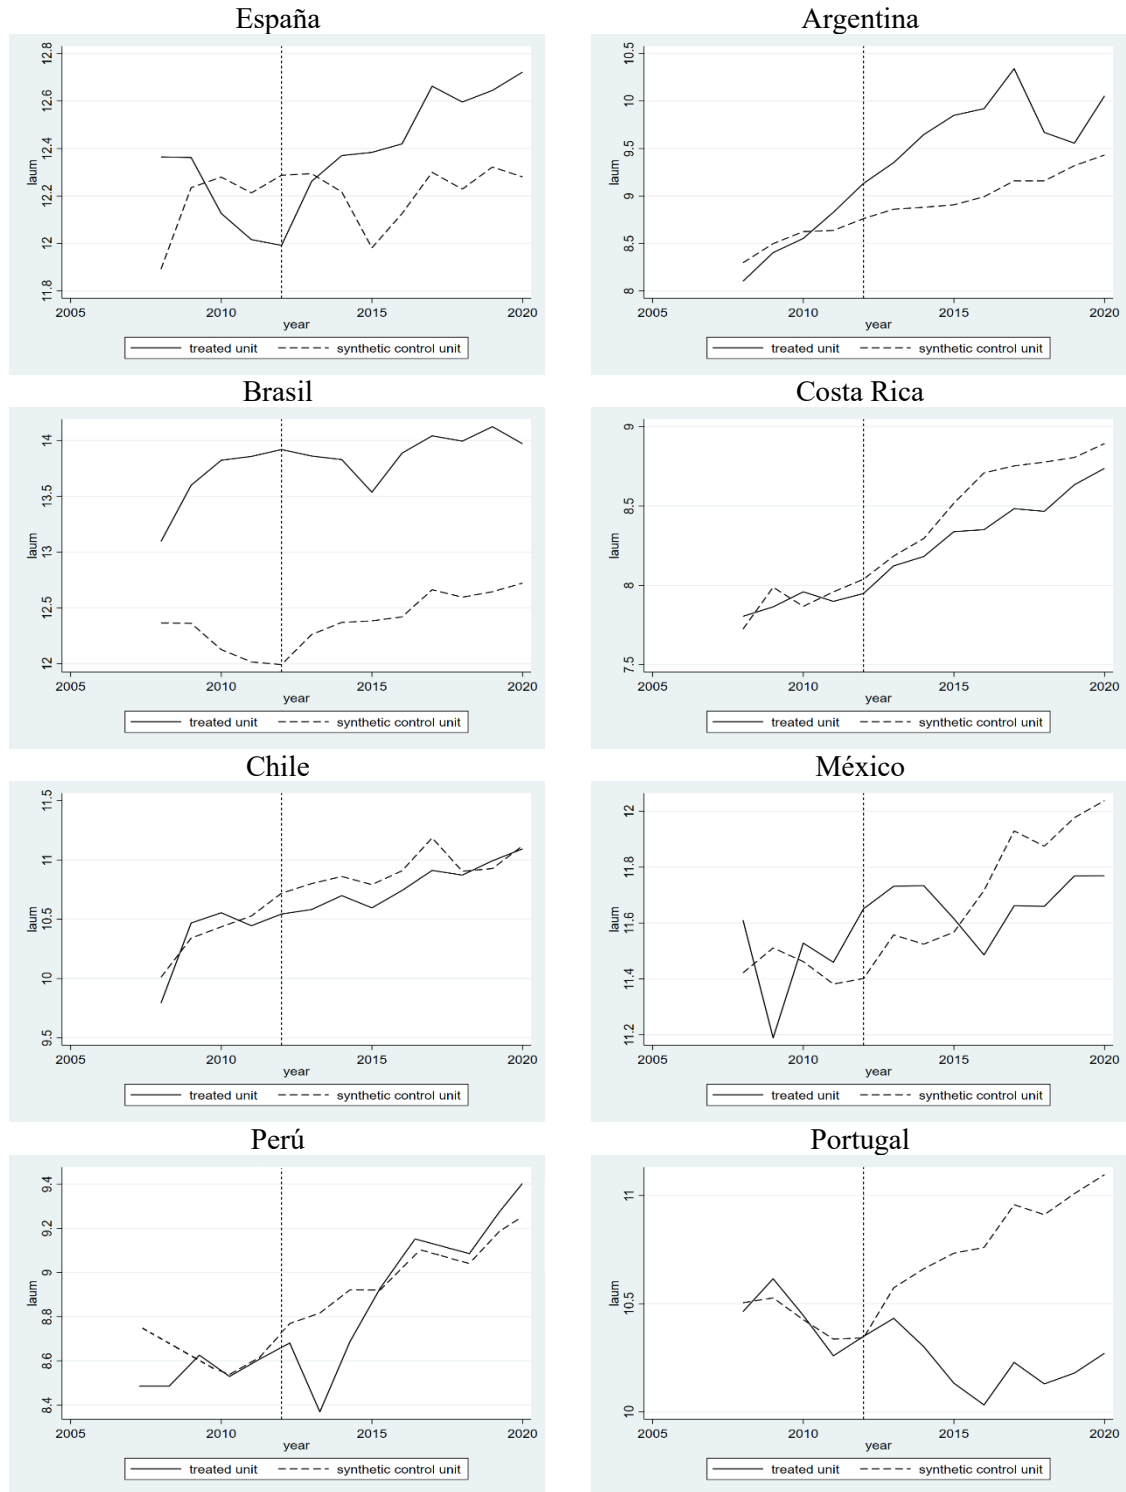 España
laum
12.8
12.6
12.4
12.2
12
11.8
2005 2010 2015 2020
year
treated unit synthetic control unit
Argentina
laum
10.5
10
9.5
9
8.5
8
2005 2010 2015 2020
year
treated unit synthetic control unit
Brasil
laum
14
13.5
13
12.5
12
2005 2010 2015 2020
year
treated unit synthetic control unit
Costa Rica
laum
9
8.5
8
7.5
2005 2010 2015 2020
year
treated unit synthetic control unit
Chile
laum
11.5
11
10.5
10
9.5
2005 2010 2015 2020
year
treated unit synthetic control unit
México
laum
12
11.8
11.6
11.4
11.2
2005 2010 2015 2020
year
treated unit synthetic control unit
Perú
laum
9.4
9.2
9
8.8
8.6
8.4
2005 2010 2015 2020
year
treated unit synthetic control unit
Portugal
laum
11
10.5
10
2005 2010 2015 2020
year
treated unit synthetic control unit